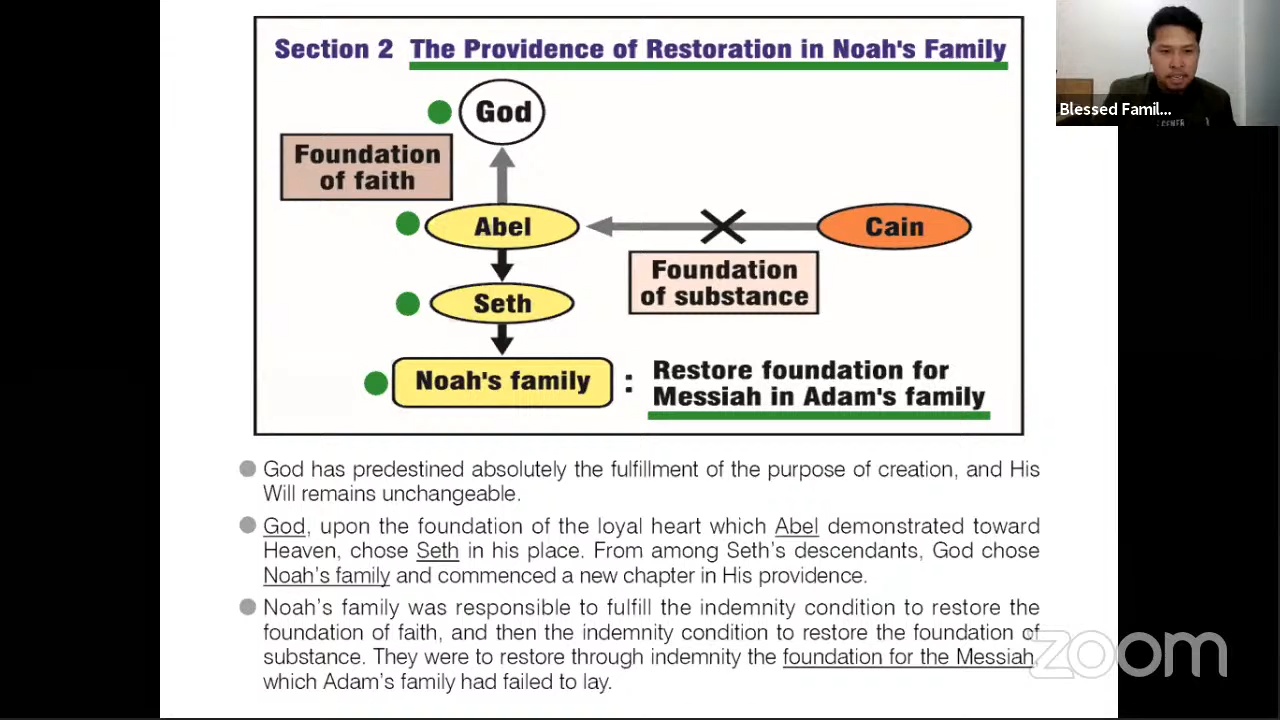 Section 2 The Providence of Restoration in Noah's Family
God
Foundation
of faith
Abel
Cain
Foundation
of substance
Seth
Noah's family : Restore foundation for
Messiah in Adam's family
Blessed Famil...
God has predestined absolutely the fulfillment of the purpose of creation, and His
Will remains unchangeable.
God, upon the foundation of the loyal heart which Abel demonstrated toward
Heaven, chose Seth in his place. From among Seth's descendants, God chose
Noah's family and commenced a new chapter in His providence.
Noah's family was responsible to fulfill the indemnity condition to restore the
foundation of faith, and then the indemnity condition to restore the foundation of
substance. They were to restore through indemnity the foundation for the Messiah,
which Adam's family had failed to lay.
zoom